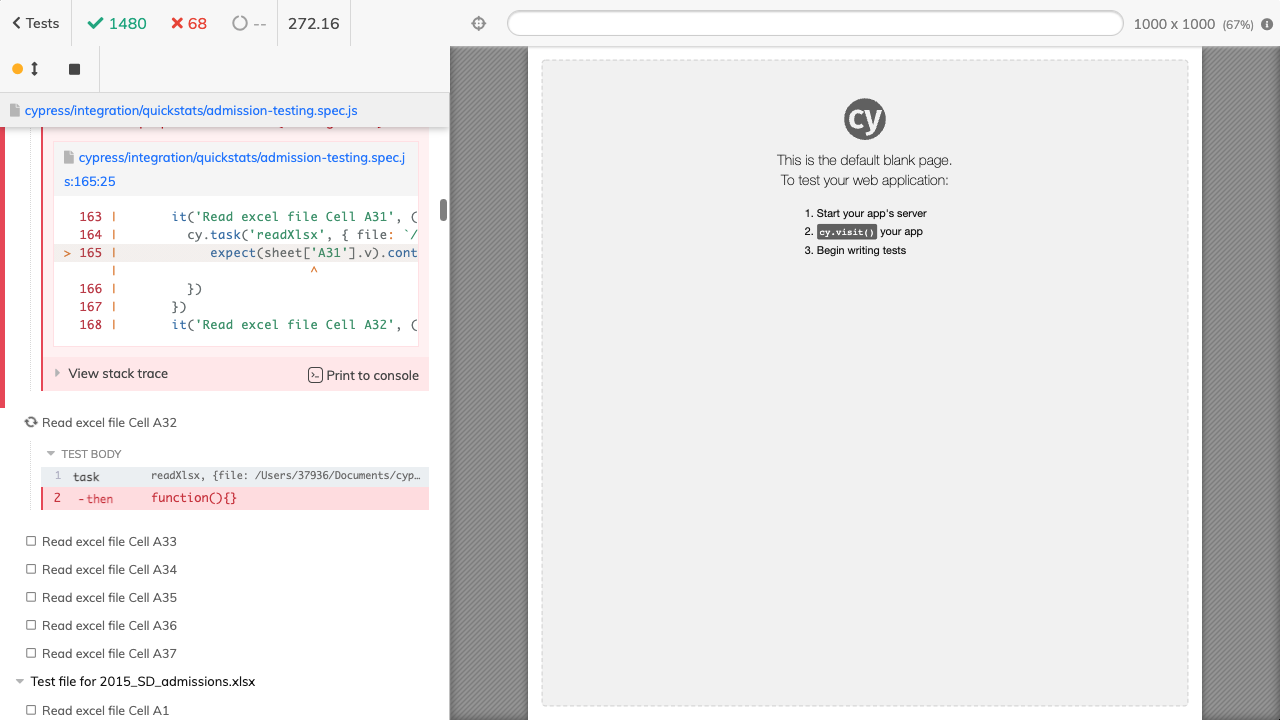 Tests
1480
68
--
272.16
1000 x 1000 (67%)
cypress/integration/quickstats/admission-testing.spec.js
cy
This is the default blank page.
To test your web application:
1. Start your app's server
2. cy.visit() your app
3. Begin writing tests
cypress/integration/quickstats/admission-testing.spec.j
s:165:25
163 | it('Read excel file Cell A31', (
164 | cy.task('readXlsx', { file: `/
> 165 | expect(sheet['A31'].v).cont
| ^
166 | })
167 | })
168 | it('Read excel file Cell A32', (
View stack trace
Print to console
Read excel file Cell A32
TEST BODY
1 task readXlsx, {file: /Users/37936/Documents/cyp…
2 -then function(){}
Read excel file Cell A33
Read excel file Cell A34
Read excel file Cell A35
Read excel file Cell A36
Read excel file Cell A37
Test file for 2015_SD_admissions.xlsx
Read excel file Cell A1